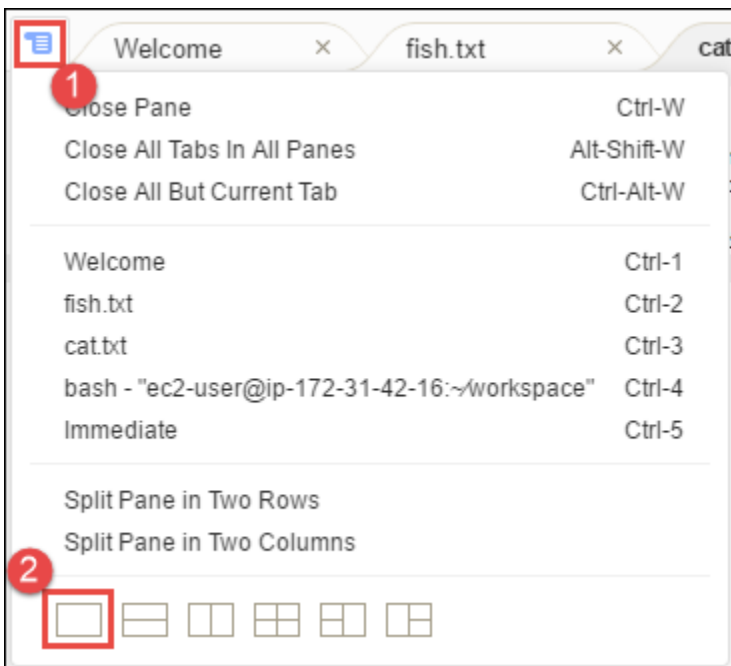 Welcome × fish.txt × cat
1
Close Pane Ctrl-W
Close All Tabs In All Panes Alt-Shift-W
Close All But Current Tab Ctrl-Alt-W
Welcome Ctrl-1
fish.txt Ctrl-2
cat.txt Ctrl-3
bash - "ec2-user@ip-172-31-42-16:~/workspace" Ctrl-4
Immediate Ctrl-5
Split Pane in Two Rows
Split Pane in Two Columns
2